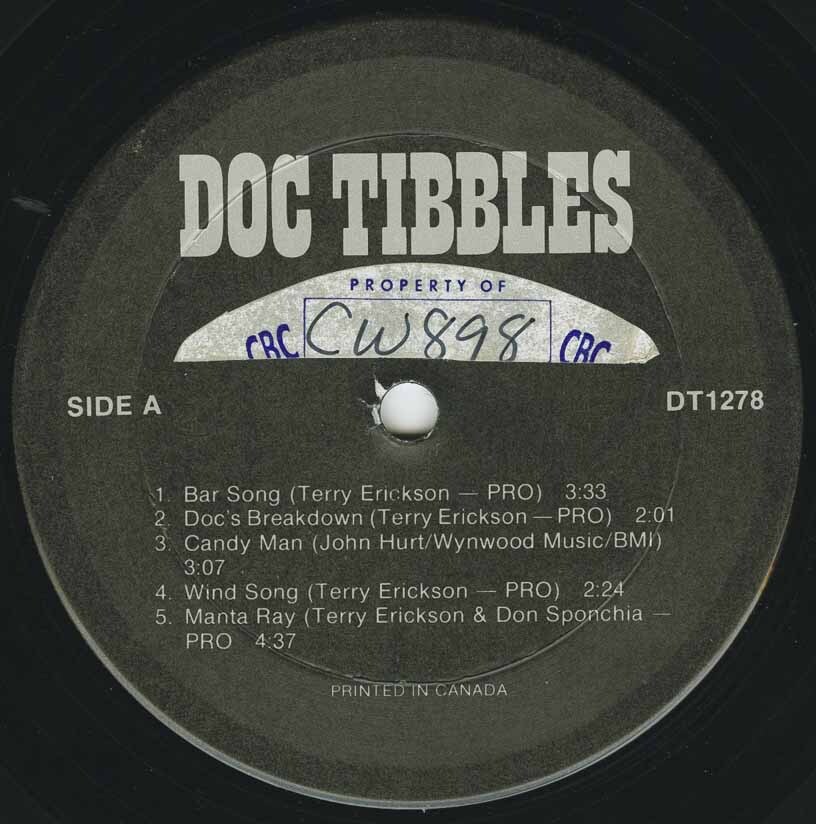 DOC TIBBLES
PROPERTY OF
CBC CW898 CBC
SIDE A
DT1278
1. Bar Song (Terry Erickson — PRO) 3:33
2. Doc's Breakdown (Terry Erickson — PRO) 2:01
3. Candy Man (John Hurt/Wynwood Music/BMI)
3:07
4. Wind Song (Terry Erickson — PRO) 2:24
5. Manta Ray (Terry Erickson & Don Sponchia —
PRO 4:37
PRINTED IN CANADA